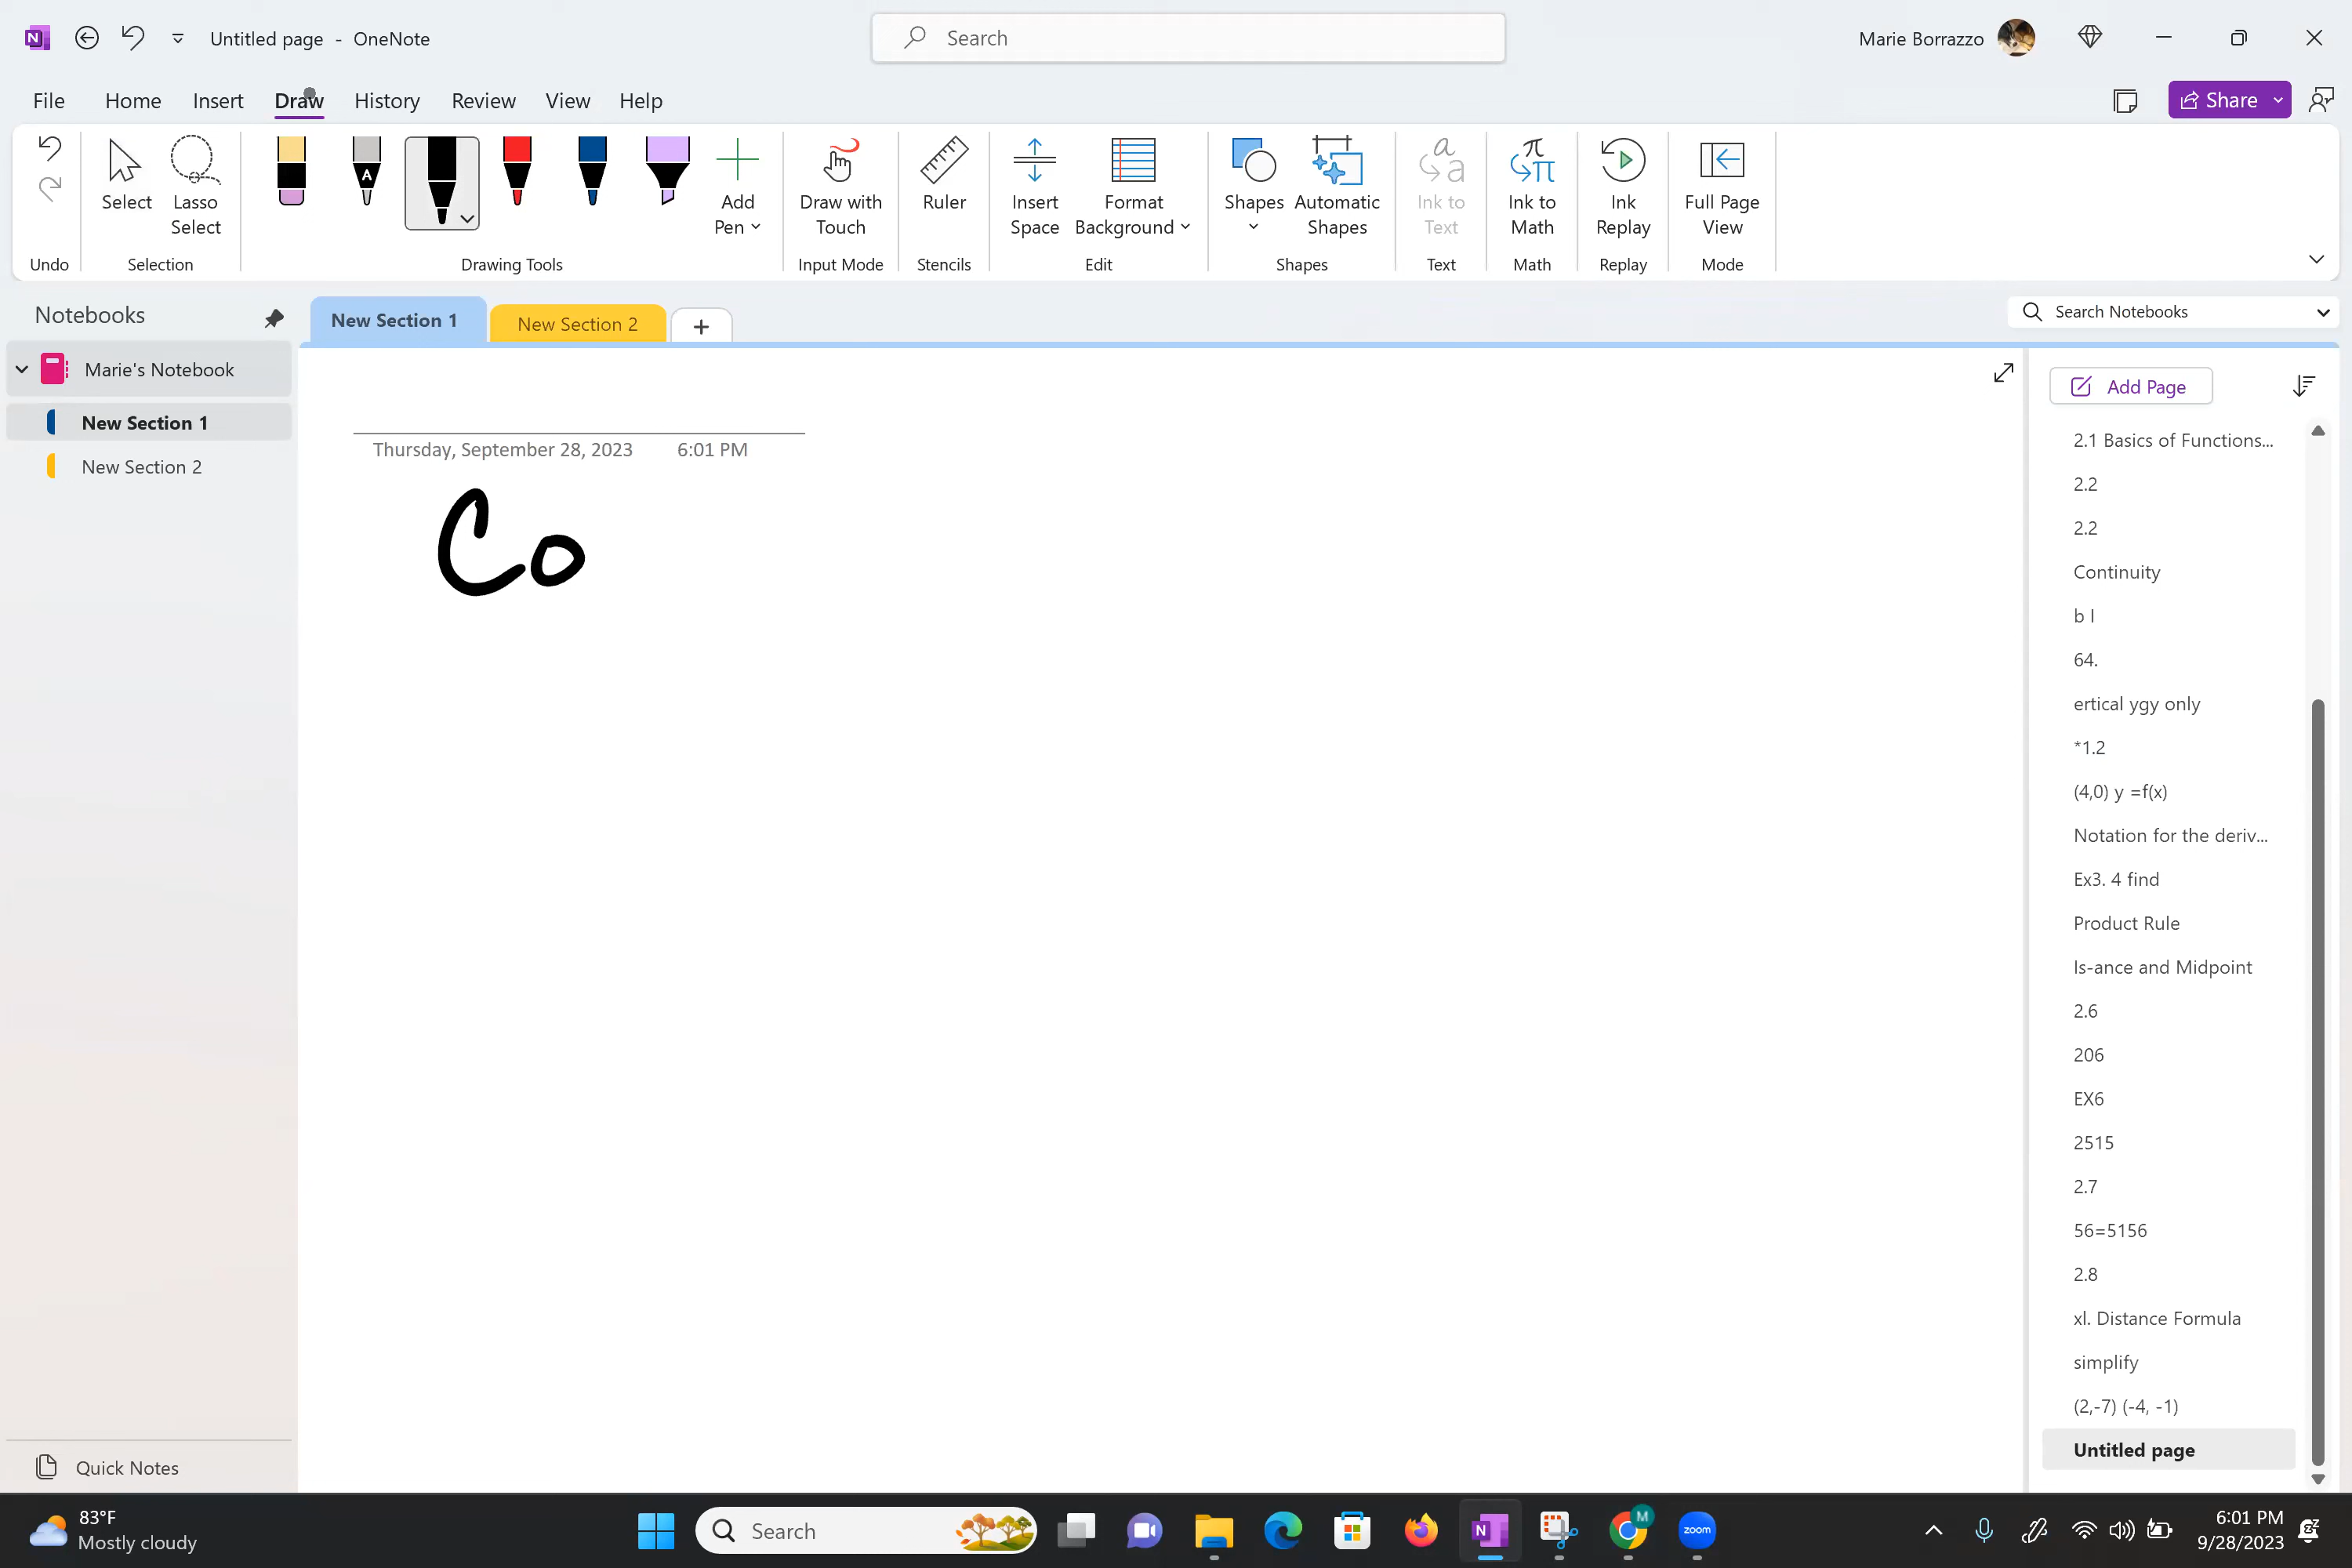 Untitled page - OneNote
Search
Marie Borrazzo
File Home Insert Draw History Review View Help
Share
Select
Lasso Select
A
Add Pen
Draw with Touch
Ruler
Insert Space
Format Background
Shapes
Automatic Shapes
Ink to Text
Ink to Math
Ink Replay
Full Page View
Undo Selection Drawing Tools Input Mode Stencils Edit Shapes Text Math Replay Mode
Notebooks
New Section 1
New Section 2
Search Notebooks
Marie's Notebook
New Section 1
New Section 2
Thursday, September 28, 2023 6:01 PM
Co
Add Page
2.1 Basics of Functions...
2.2
2.2
Continuity
b I
64.
ertical ygy only
*1.2
(4,0) y =f(x)
Notation for the deriv...
Ex3. 4 find
Product Rule
Is-ance and Midpoint
2.6
206
EX6
2515
2.7
56=5156
2.8
xl. Distance Formula
simplify
(2,-7) (-4, -1)
Untitled page
Quick Notes
83°F
Mostly cloudy
Search
N
M
zoom
6:01 PM
9/28/2023